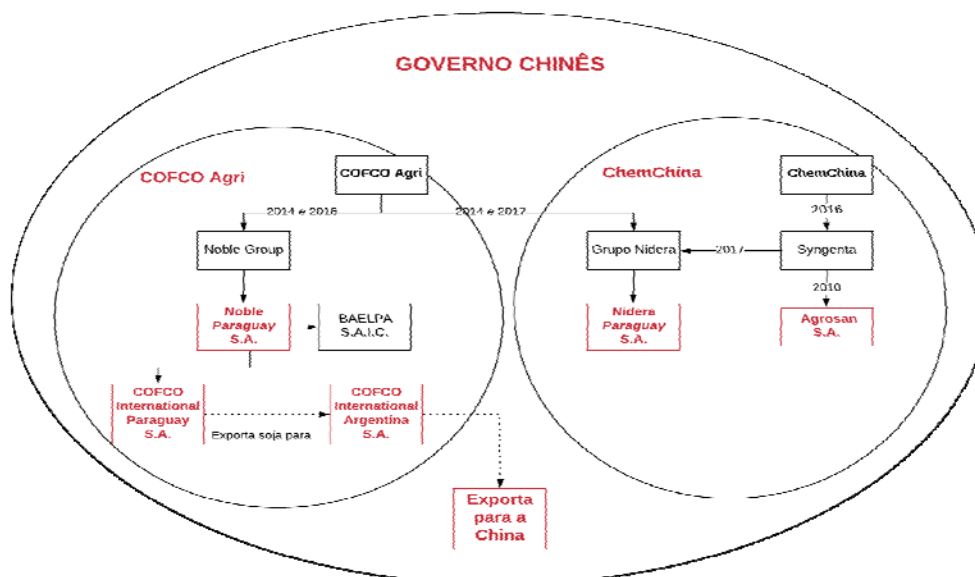 GOVERNO CHINÊS
COFCO Agri
COFCO Agri
ChemChina
ChemChina
2014 e 2016
2014 e 2017
2016
Noble Group
Grupo Nidera
2017
Syngenta
2010
Noble
Paraguay
S.A.
BAELPA
S.A.I.C.
Nidera
Paraguay
S.A.
Agrosan
S.A.
COFCO
International
Paraguay
S.A.
Exporta soja para
COFCO
International
Argentina
S.A.
Exporta
para a
China